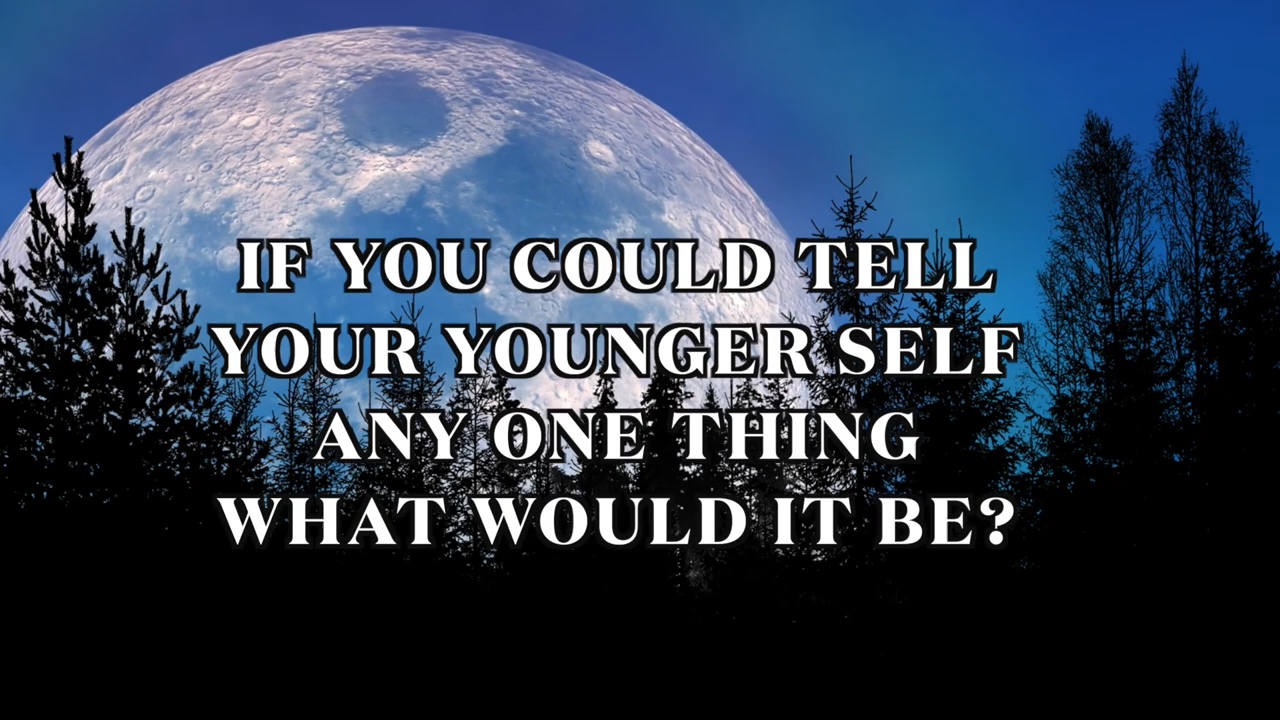 IF YOU COULD TELL
YOUR YOUNGER SELF
ANY ONE THING
WHAT WOULD IT BE?